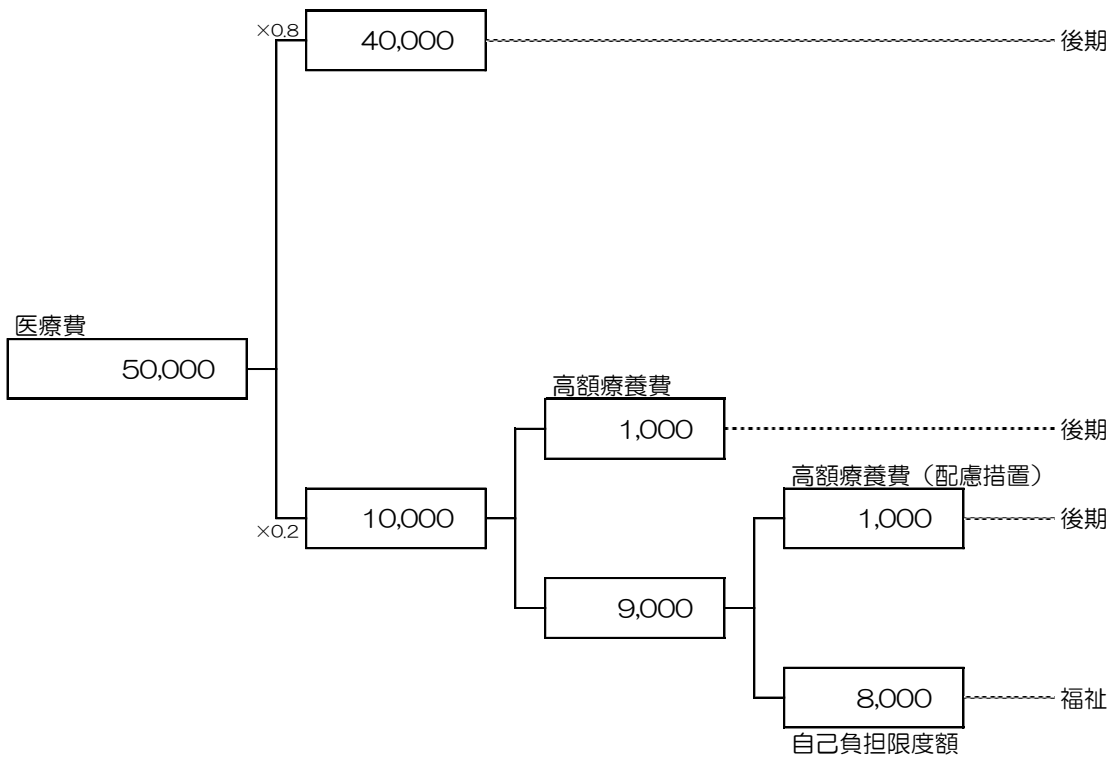 ×0.8
40,000
後期
医療費
50,000
高額療養費
1,000
後期
高額療養費（配慮措置）
×0.2
10,000
1,000
後期
9,000
8,000
福祉
自己負担限度額